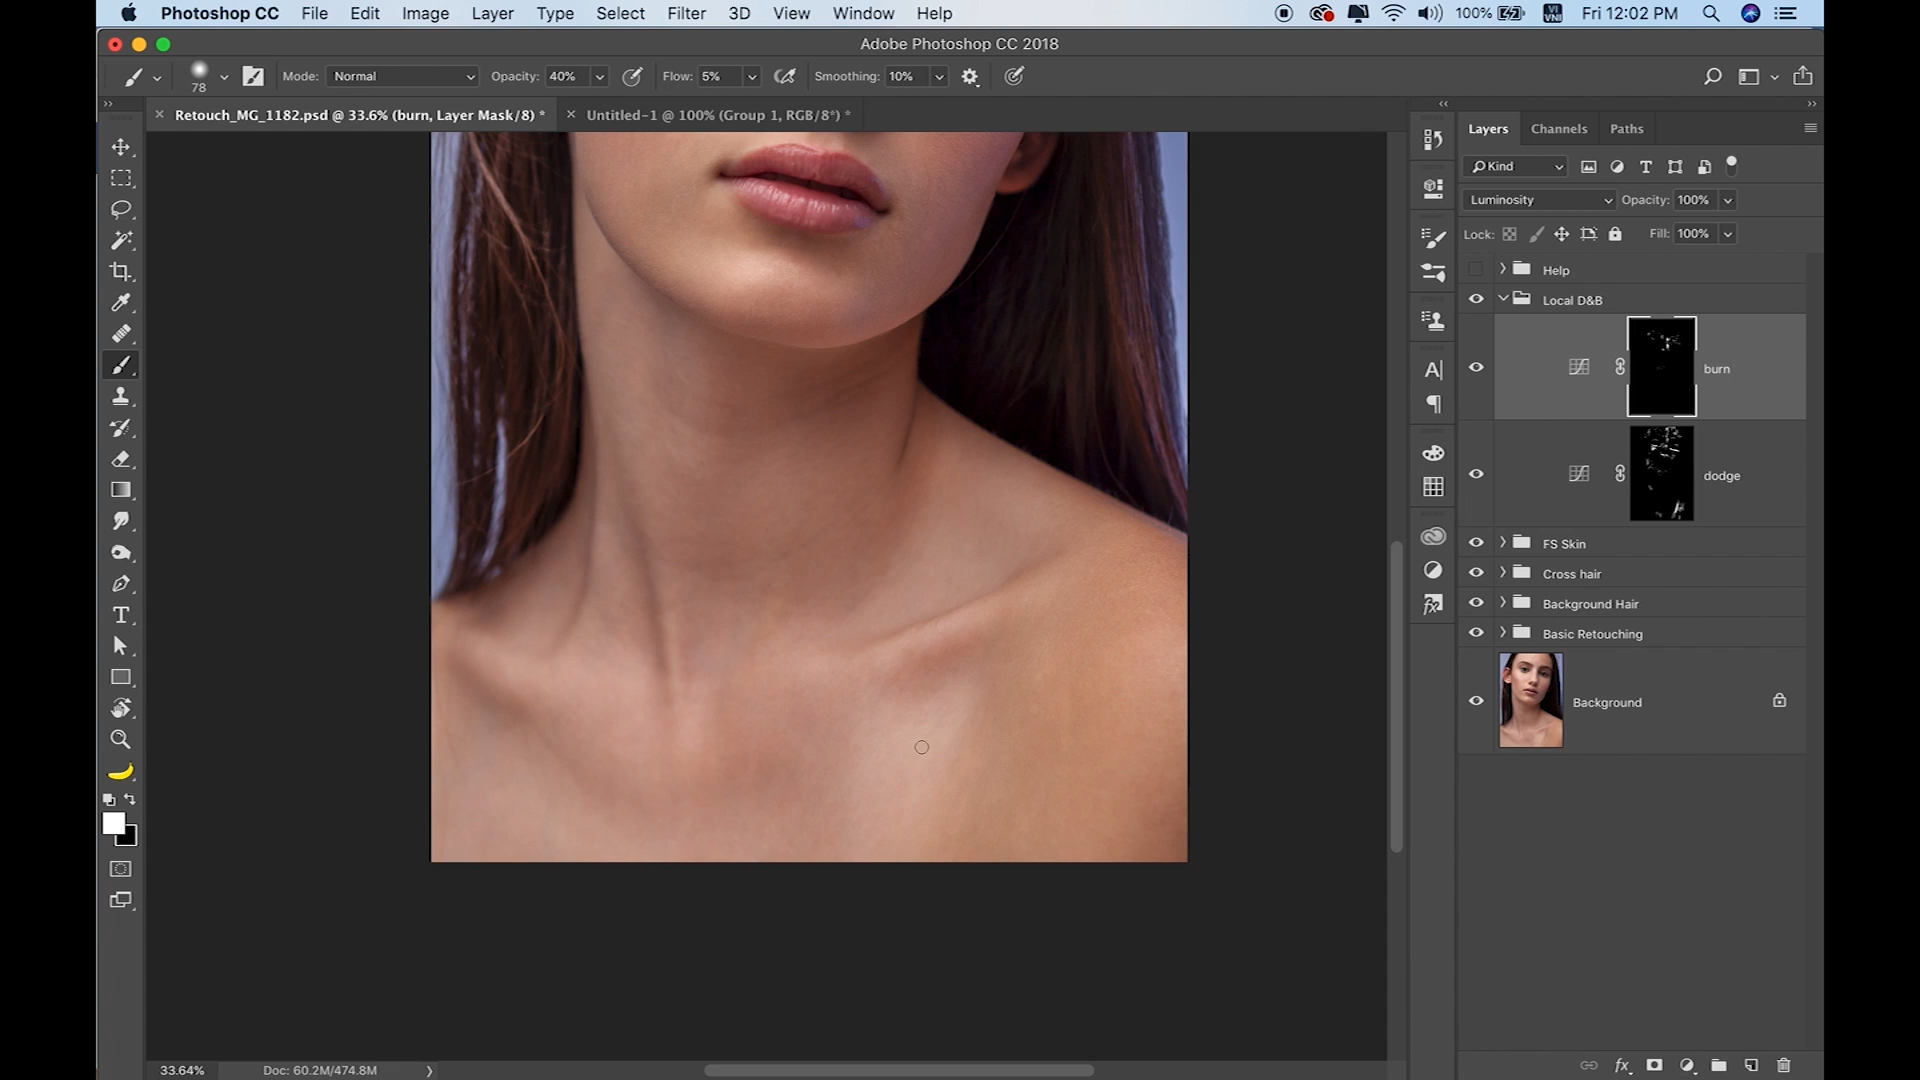 Photoshop CC File Edit Image Layer Type Select Filter 3D View Window Help 100% VI VNI Fri 12:02 PM
Adobe Photoshop CC 2018
78 Mode: Normal Opacity: 40% Flow: 5% Smoothing: 10%
Retouch_MG_1182.psd @ 33.6% (burn, Layer Mask/8) * Untitled-1 @ 100% (Group 1, RGB/8*) *
Layers Channels Paths
Kind
Luminosity Opacity: 100%
Lock: Fill: 100%
Help
Local D&B
burn
dodge
FS Skin
Cross hair
Background Hair
Basic Retouching
Background
33.64% Doc: 60.2M/474.8M